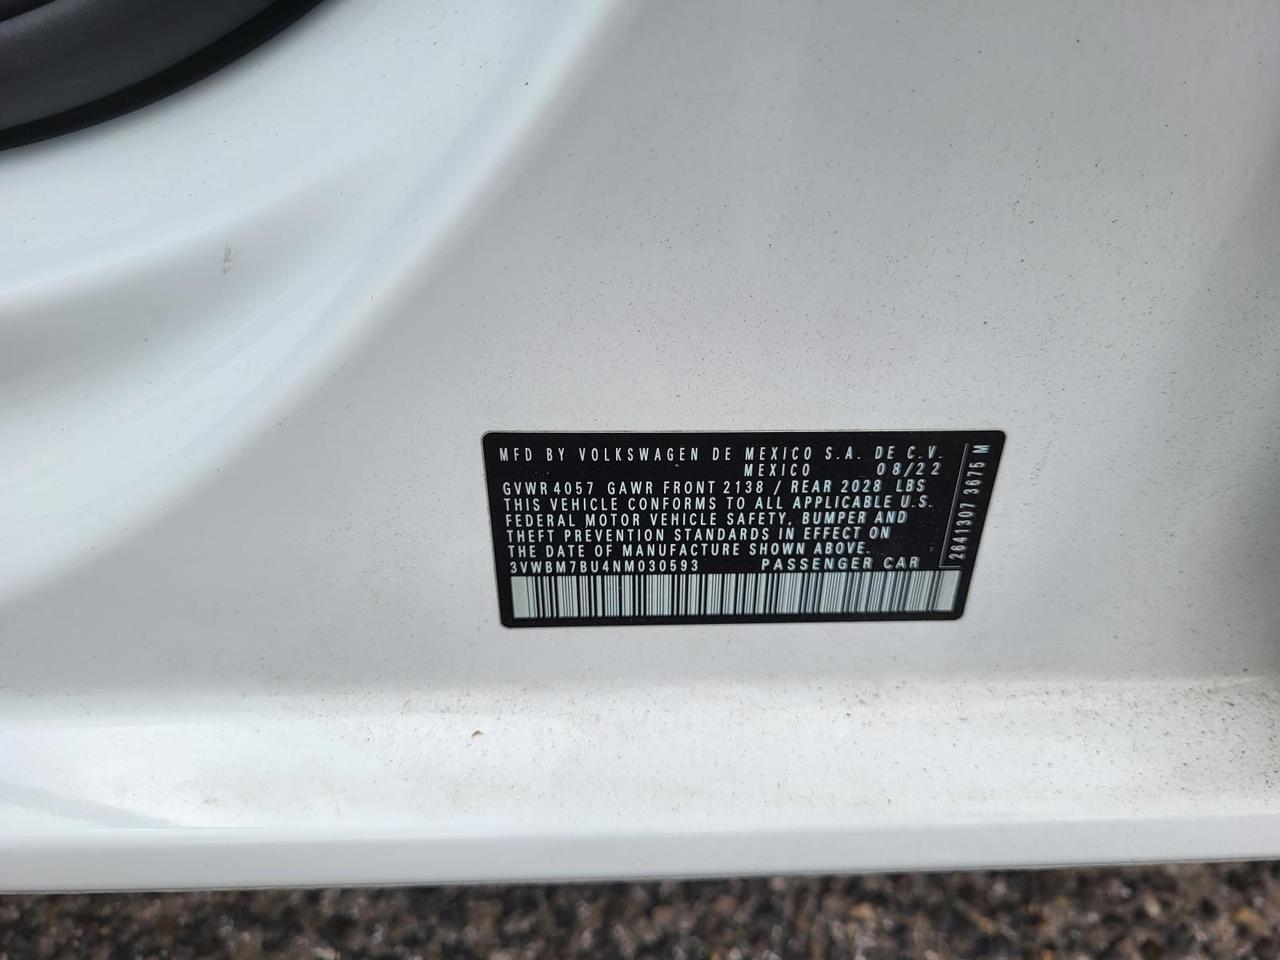 MFD BY VOLKSWAGEN DE MEXICO S.A. DE C.V.
MEXICO 08/22
GVWR 4057 GAWR FRONT 2138 / REAR 2028 LBS
THIS VEHICLE CONFORMS TO ALL APPLICABLE U.S.
FEDERAL MOTOR VEHICLE SAFETY, BUMPER AND
THEFT PREVENTION STANDARDS IN EFFECT ON
THE DATE OF MANUFACTURE SHOWN ABOVE.
3VWBM7BU4NM030593 PASSENGER CAR
2641307 3675 M